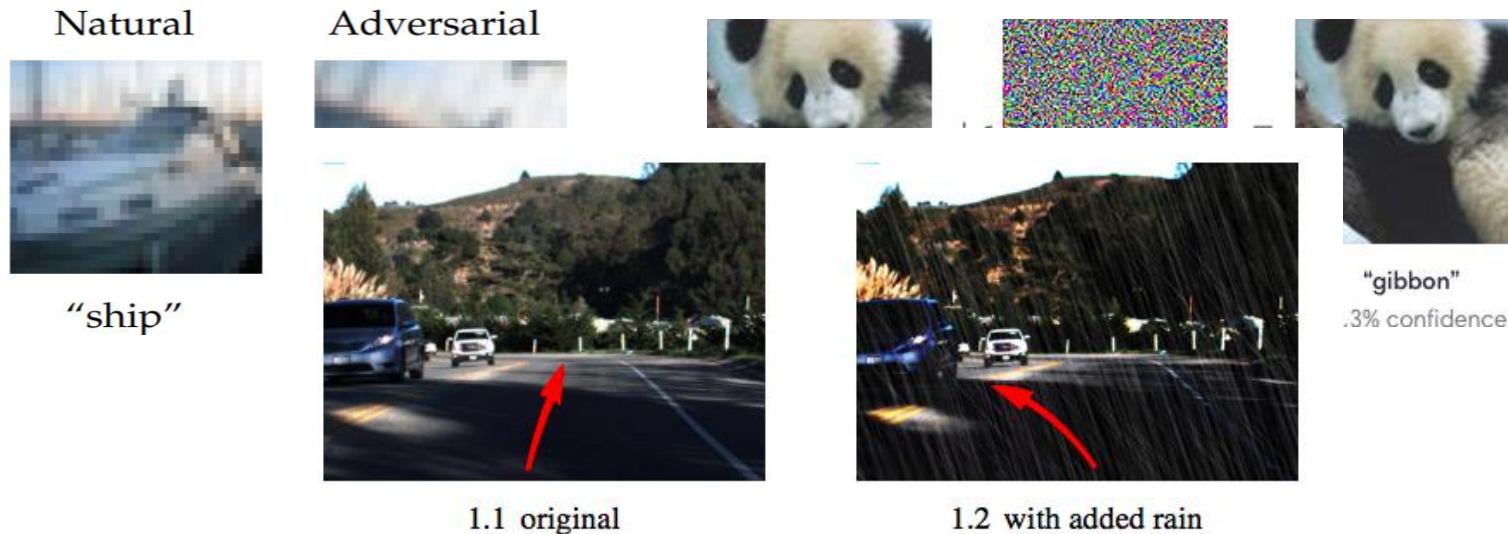 Natural
Adversarial
“ship”
“gibbon”
.3% confidence
1.1 original
1.2 with added rain